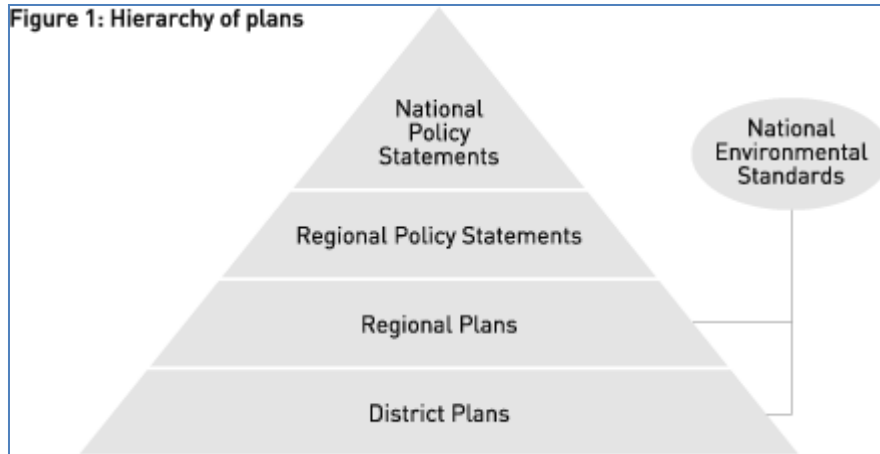 Figure 1: Hierarchy of plans
National
Policy
Statements
National
Environmental
Standards
Regional Policy Statements
Regional Plans
District Plans